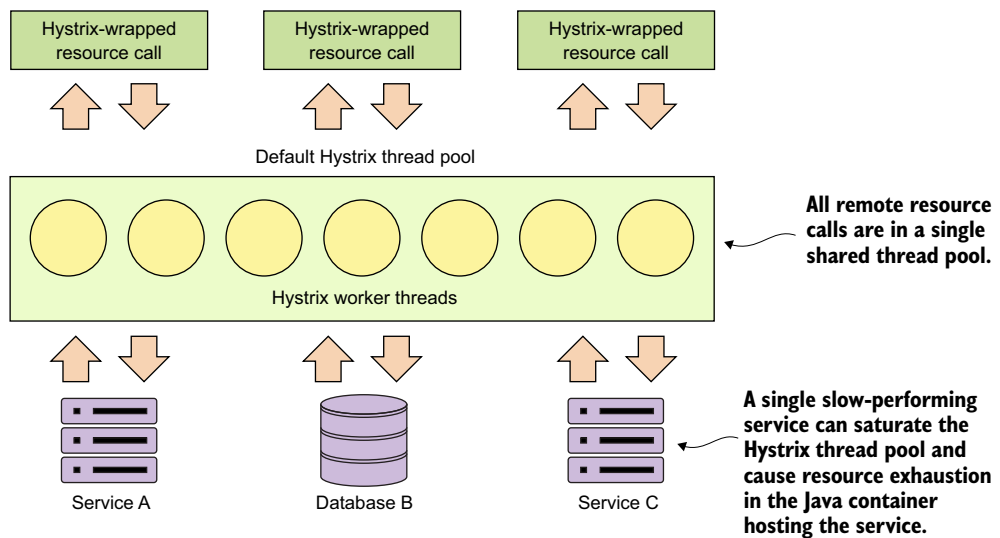 Hystrix-wrapped
resource call
Hystrix-wrapped
resource call
Hystrix-wrapped
resource call
Default Hystrix thread pool
Hystrix worker threads
All remote resource
calls are in a single
shared thread pool.
Service A
Database B
Service C
A single slow-performing
service can saturate the
Hystrix thread pool and
cause resource exhaustion
in the Java container
hosting the service.